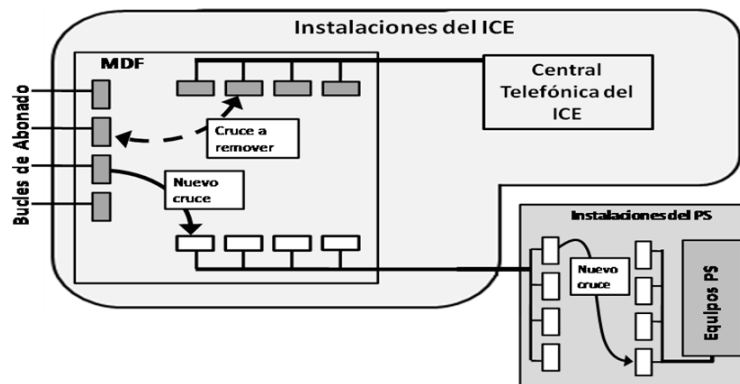 Instalaciones del ICE
MDF
Central
Telefónica del
ICE
Cruce a
remover
Bucles de Abonado
Nuevo
cruce
Instalaciones del PS
Nuevo
cruce
Equipos PS